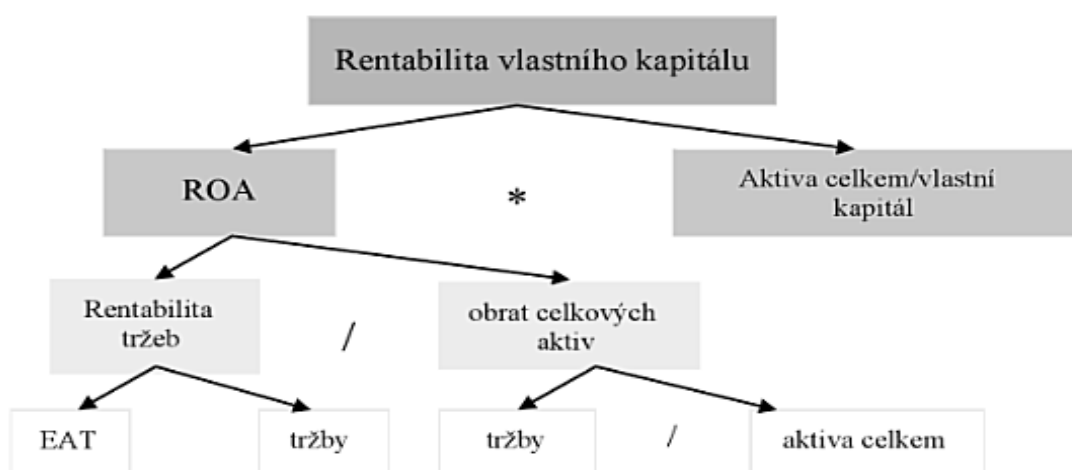 Rentabilita vlastního kapitálu
ROA
*
Aktiva celkem/vlastní
kapitál
Rentabilita
tržeb
/
obrat celkových
aktiv
EAT
tržby
tržby
/
aktiva celkem